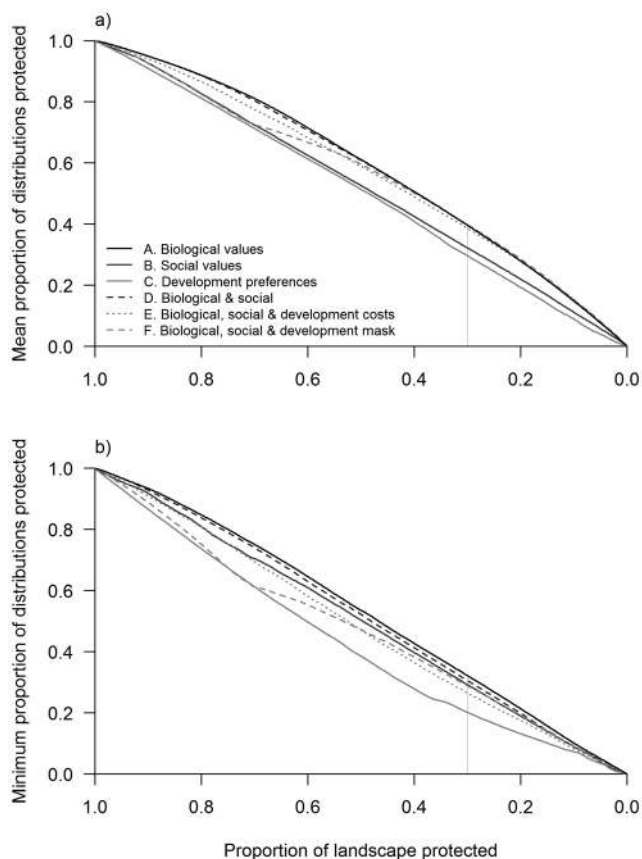 a)
Mean proportion of distributions protected
1.0
0.8
0.6
0.4
0.2
0.0
A. Biological values
B. Social values
C. Development preferences
D. Biological & social
E. Biological, social & development costs
F. Biological, social & development mask
1.0 0.8 0.6 0.4 0.2 0.0
b)
Minimum proportion of distributions protected
1.0
0.8
0.6
0.4
0.2
0.0
1.0 0.8 0.6 0.4 0.2 0.0
Proportion of landscape protected